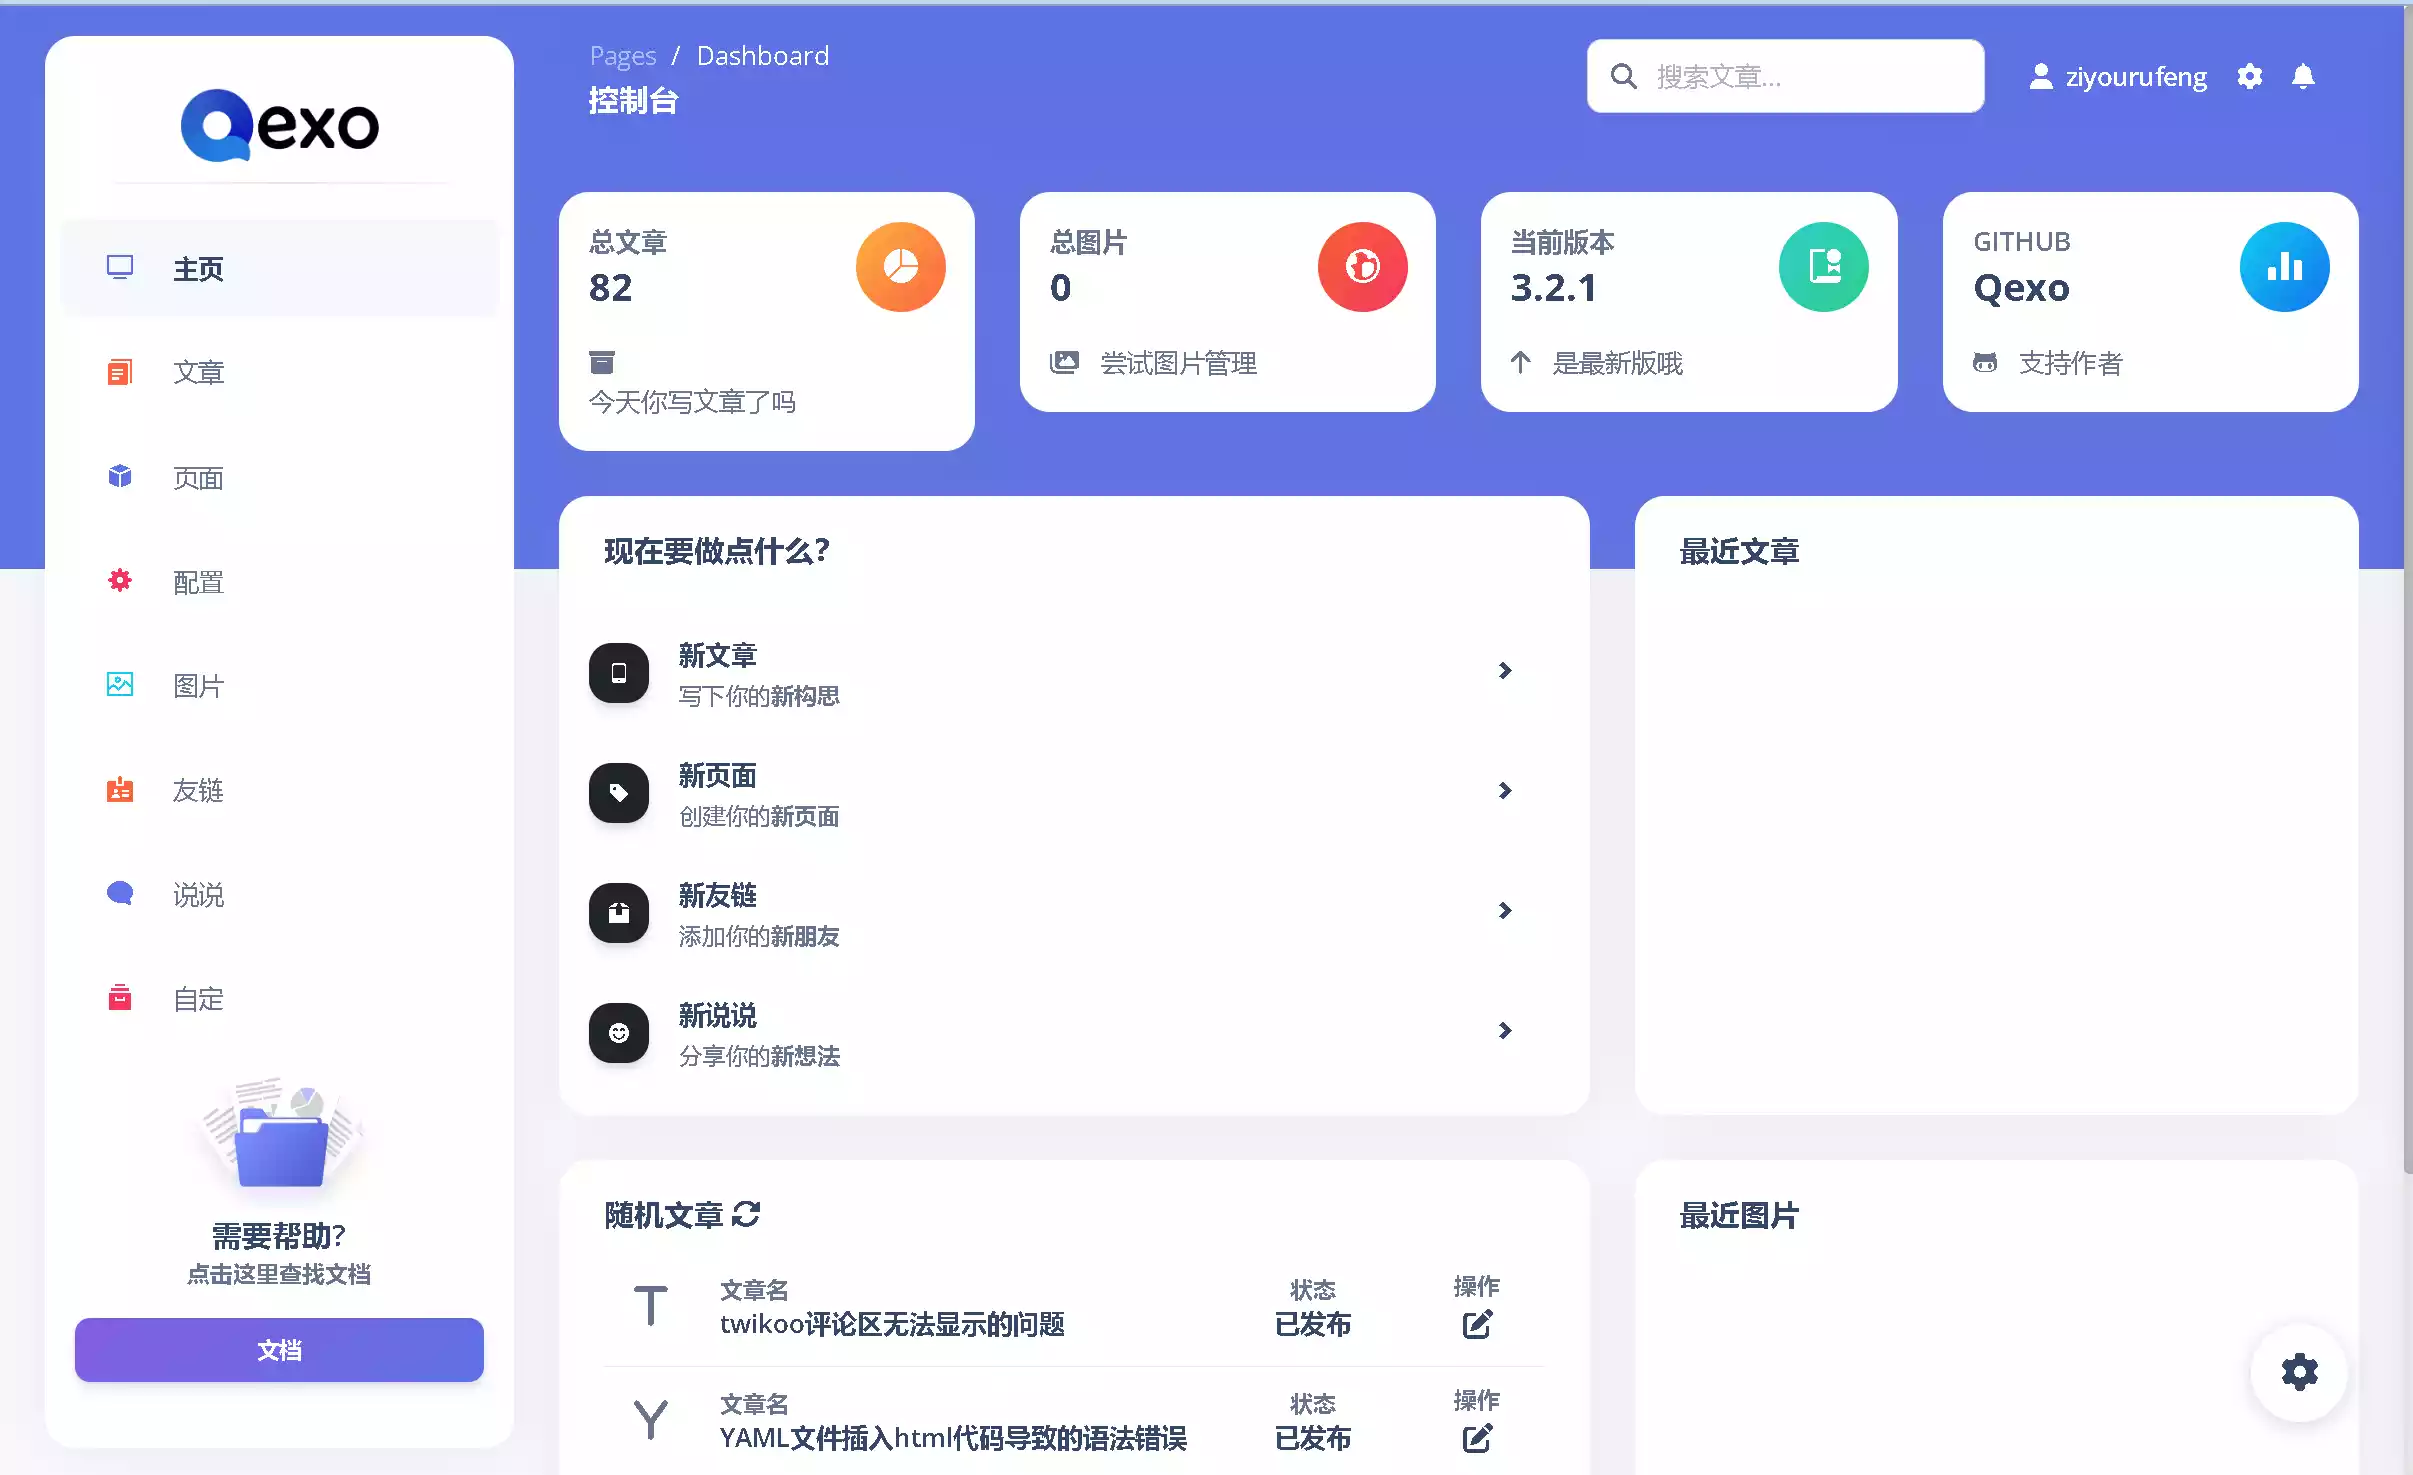 Qexo
主页
文章
页面
配置
图片
友链
说说
自定
需要帮助?
点击这里查找文档
文档
Pages / Dashboard
控制台
搜索文章...
ziyourufeng
总文章
82
今天你写文章了吗
总图片
0
尝试图片管理
当前版本
3.2.1
是最新版哦
GITHUB
Qexo
支持作者
现在要做点什么?
新文章
写下你的新构思
新页面
创建你的新页面
新友链
添加你的新朋友
新说说
分享你的新想法
最近文章
随机文章
T
文章名
twikoo评论区无法显示的问题
状态
已发布
操作
Y
文章名
YAML文件插入html代码导致的语法错误
状态
已发布
操作
最近图片